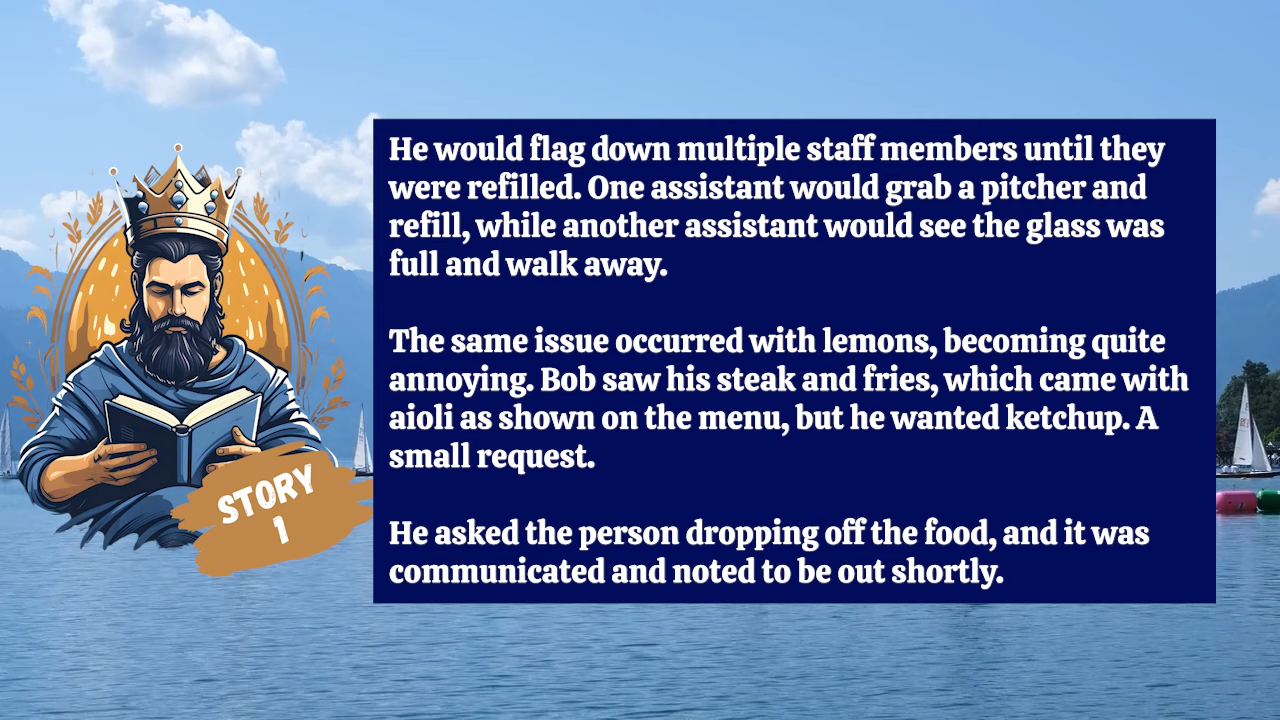 He would flag down multiple staff members until they
were refilled. One assistant would grab a pitcher and
refill, while another assistant would see the glass was
full and walk away.
The same issue occurred with lemons, becoming quite
annoying. Bob saw his steak and fries, which came with
aioli as shown on the menu, but he wanted ketchup. A
small request.
He asked the person dropping off the food, and it was
communicated and noted to be out shortly.
STORY
1